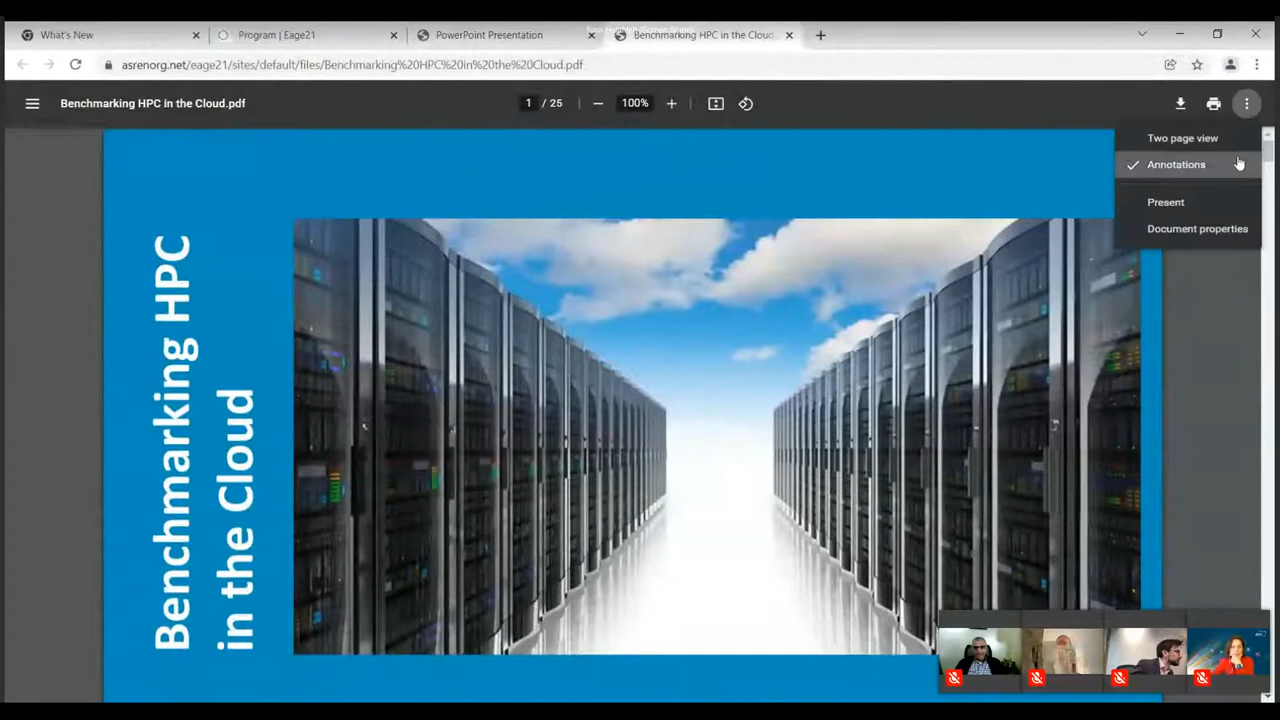 What's New
Program | Eage21
PowerPoint Presentation
Benchmarking HPC in the Cloud.
asrenorg.net/eage21/sites/default/files/Benchmarking%20HPC%20in%20the%20Cloud.pdf
Benchmarking HPC in the Cloud.pdf
1 / 25
100%
Two page view
Annotations
Present
Document properties
Benchmarking HPC
in the Cloud